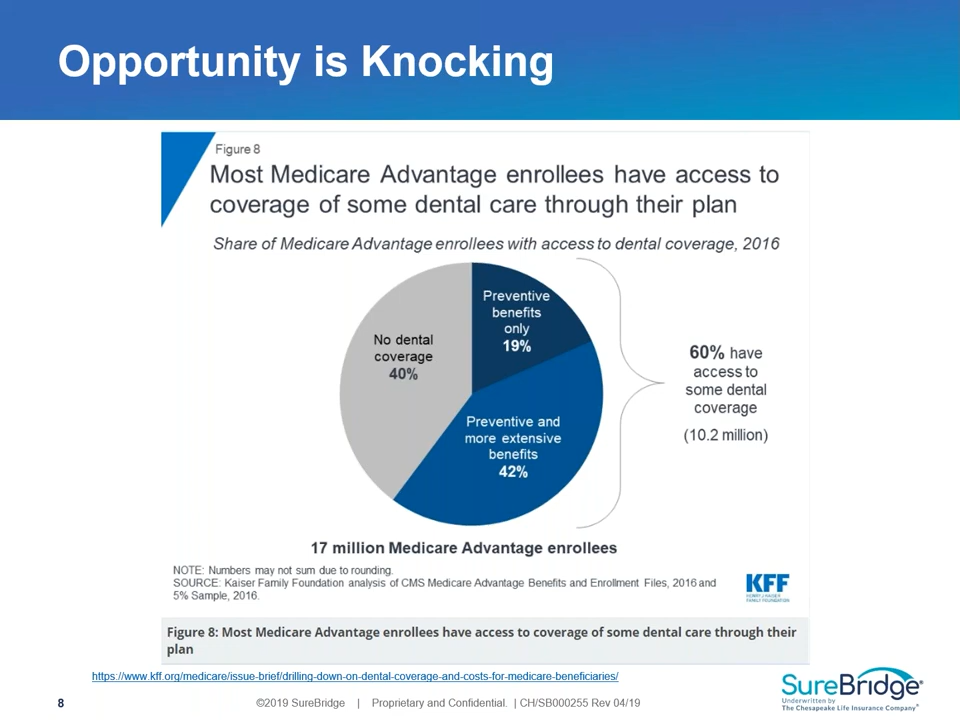 Opportunity is Knocking
Figure 8
Most Medicare Advantage enrollees have access to
coverage of some dental care through their plan
Share of Medicare Advantage enrollees with access to dental coverage, 2016
Preventive
benefits
only
19%
No dental
coverage
40%
Preventive and
more extensive
benefits
42%
60% have
access to
some dental
coverage
(10.2 million)
17 million Medicare Advantage enrollees
NOTE: Numbers may not sum due to rounding.
SOURCE: Kaiser Family Foundation analysis of CMS Medicare Advantage Benefits and Enrollment Files, 2016 and
5% Sample, 2016.
KFF
HENRY J KAISER
FAMILY FOUNDATION
Figure 8: Most Medicare Advantage enrollees have access to coverage of some dental care through their
plan
https://www.kff.org/medicare/issue-brief/drilling-down-on-dental-coverage-and-costs-for-medicare-beneficiaries/
8
©2019 SureBridge | Proprietary and Confidential. | CH/SB000255 Rev 04/19
SureBridge®
Underwritten by
The Chesapeake Life Insurance Company®